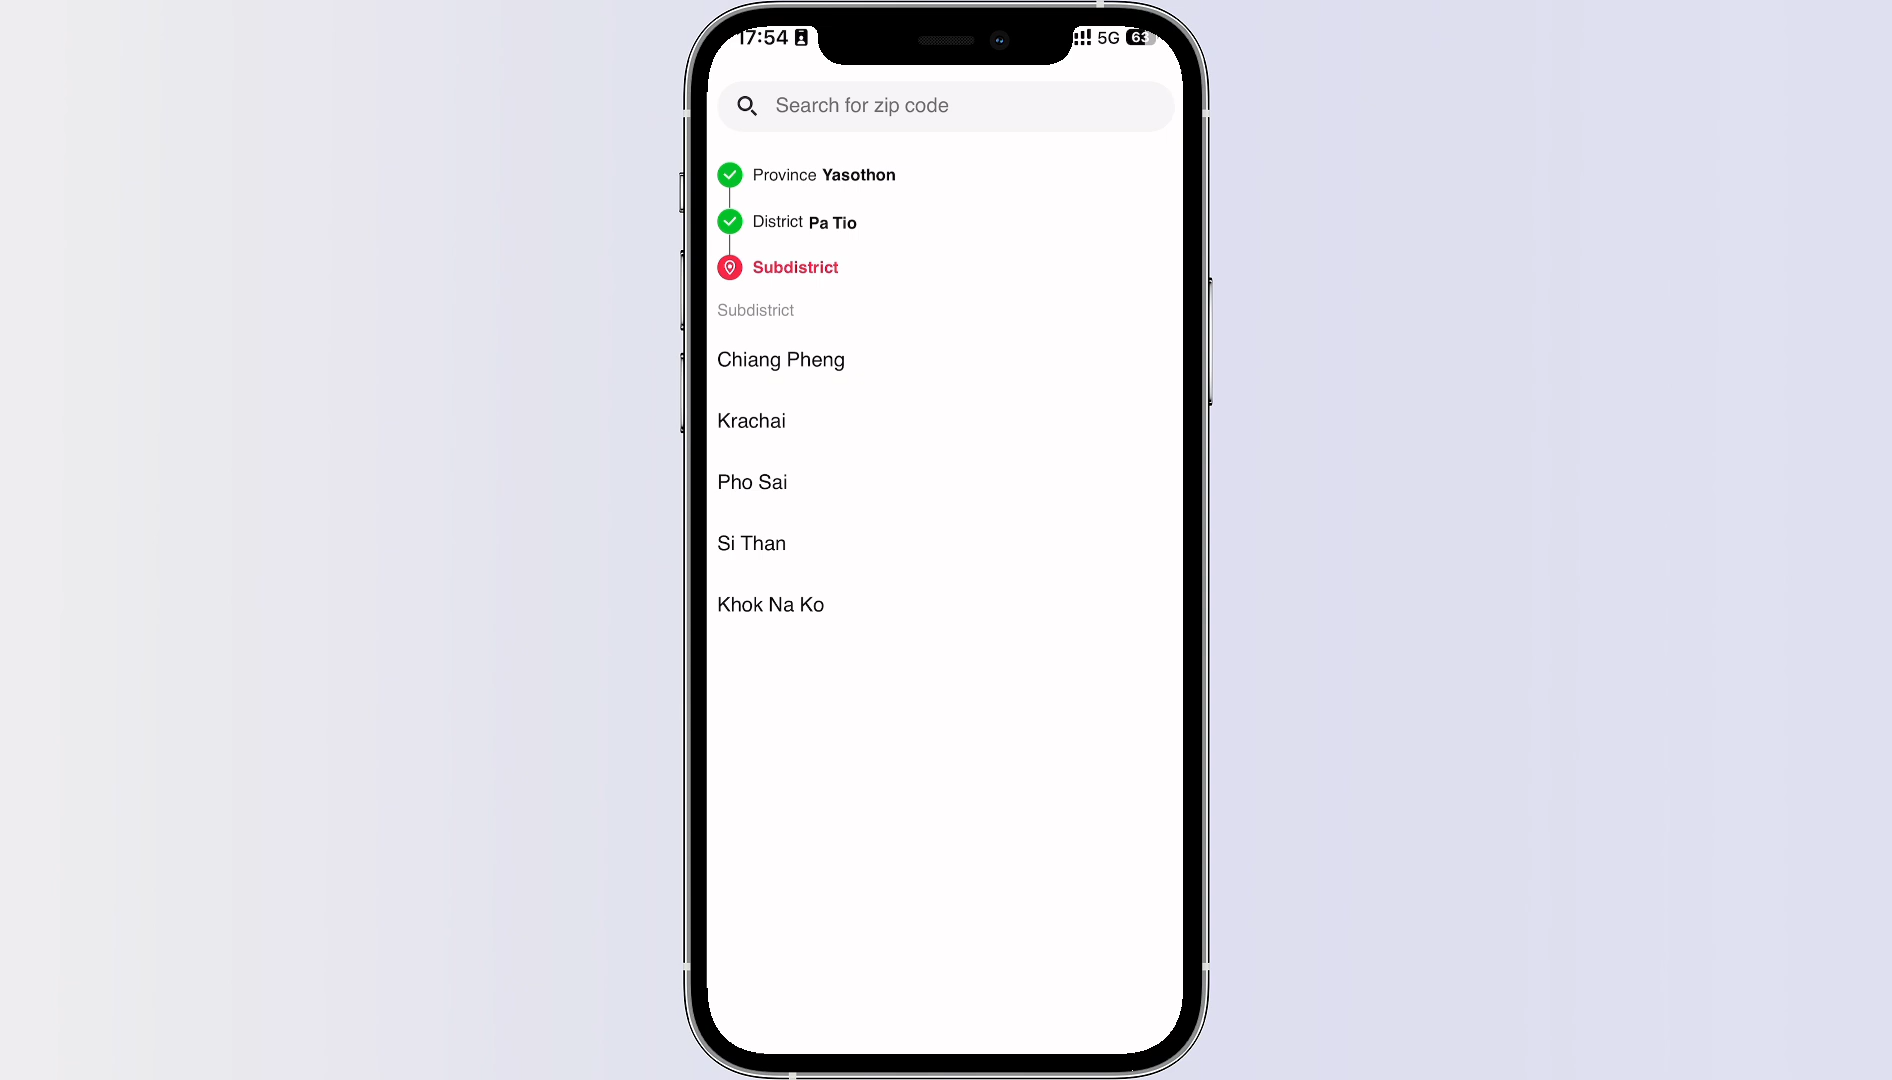 17:54 5G 63
Search for zip code
Province Yasothon
District Pa Tio
Subdistrict
Subdistrict
Chiang Pheng
Krachai
Pho Sai
Si Than
Khok Na Ko